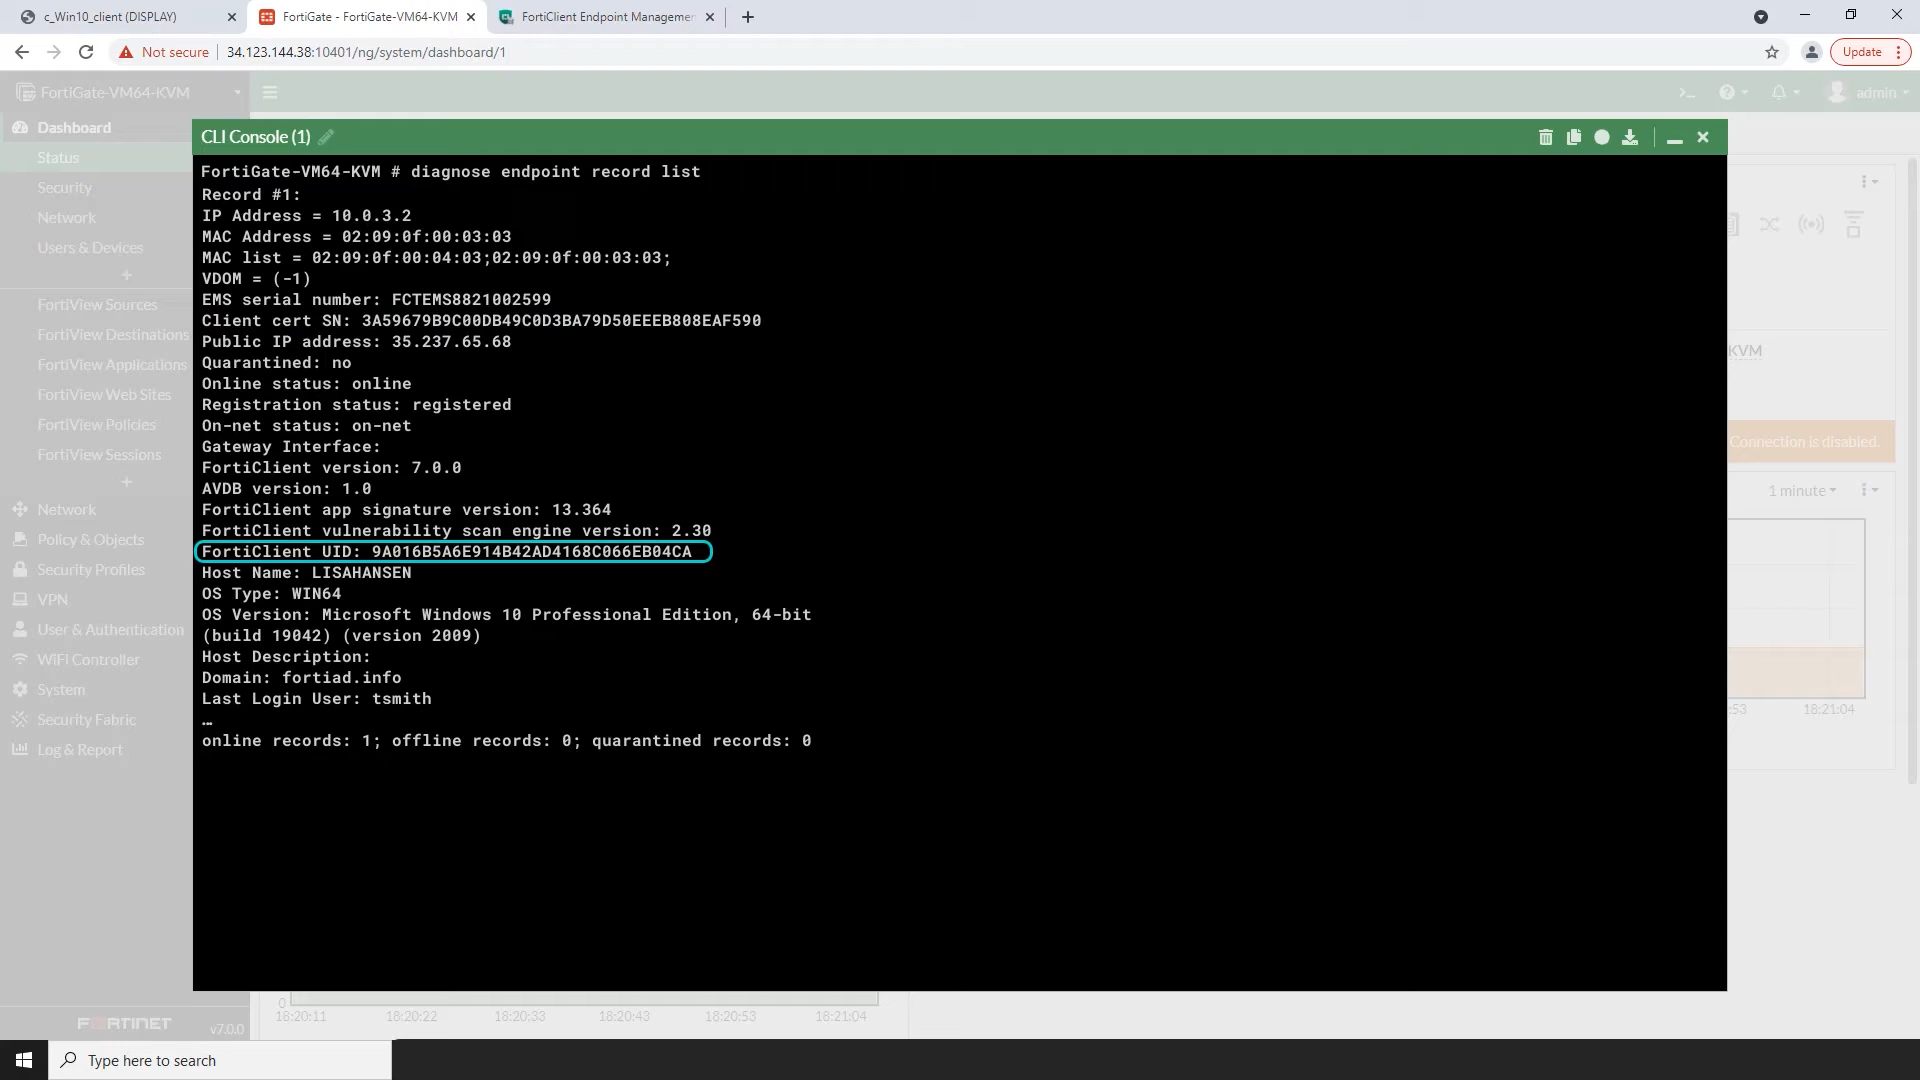 c_Win10_client (DISPLAY)
FortiGate - FortiGate-VM64-KVM
FortiClient Endpoint Managemen
Not secure
34.123.144.38:10401/ng/system/dashboard/1
Update
FortiGate-VM64-KVM
admin
Dashboard
Status
Security
Network
Users & Devices
FortiView Sources
FortiView Destinations
FortiView Applications
FortiView Web Sites
FortiView Policies
FortiView Sessions
Network
Policy & Objects
Security Profiles
VPN
User & Authentication
WiFi Controller
System
Security Fabric
Log & Report
FORTINET
v7.0.0
CLI Console (1)
FortiGate-VM64-KVM # diagnose endpoint record list
Record #1:
IP Address = 10.0.3.2
MAC Address = 02:09:0f:00:03:03
MAC list = 02:09:0f:00:04:03;02:09:0f:00:03:03;
VDOM = (-1)
EMS serial number: FCTEMS8821002599
Client cert SN: 3A59679B9C00DB49C0D3BA79D50EEEB808EAF590
Public IP address: 35.237.65.68
Quarantined: no
Online status: online
Registration status: registered
On-net status: on-net
Gateway Interface:
FortiClient version: 7.0.0
AVDB version: 1.0
FortiClient app signature version: 13.364
FortiClient vulnerability scan engine version: 2.30
FortiClient UID: 9A016B5A6E914B42AD4168C066EB04CA
Host Name: LISAHANSEN
OS Type: WIN64
OS Version: Microsoft Windows 10 Professional Edition, 64-bit
(build 19042) (version 2009)
Host Description:
Domain: fortiad.info
Last Login User: tsmith
…
online records: 1; offline records: 0; quarantined records: 0
KVM
Connection is disabled.
1 minute
:53
18:21:04
0
18:20:11
18:20:22
18:20:33
18:20:43
18:20:53
18:21:04
Type here to search